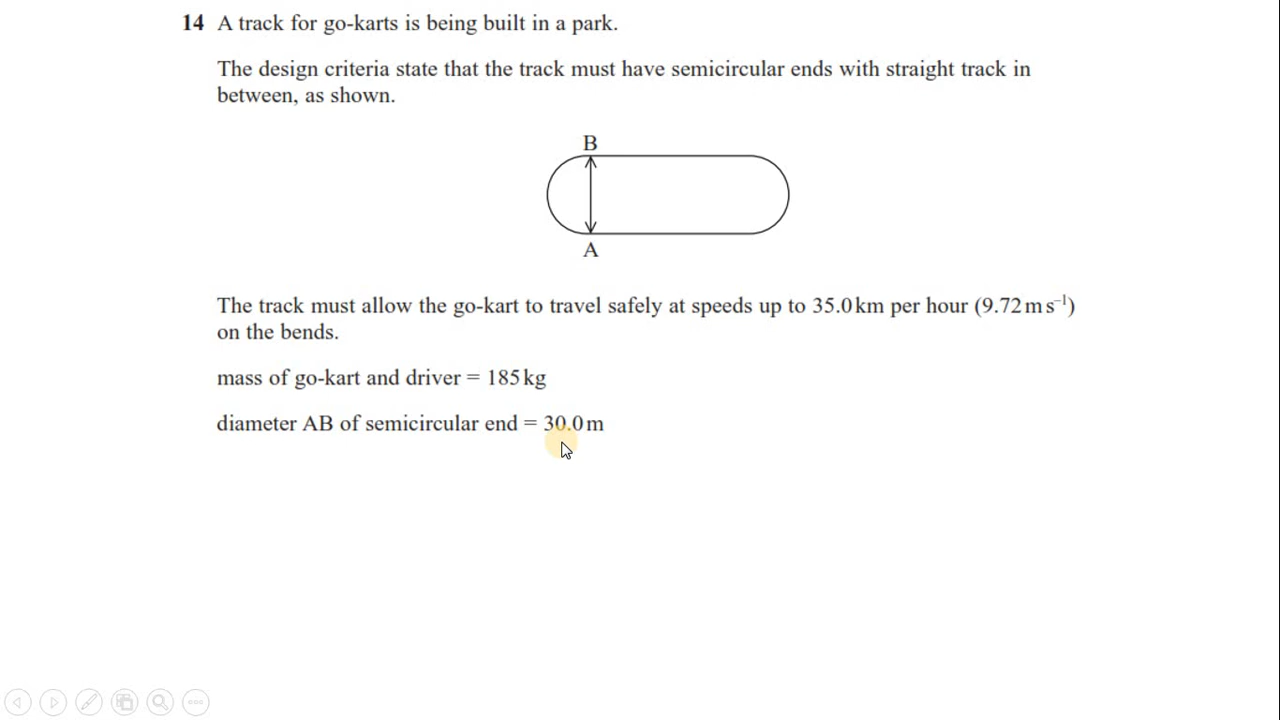 14 A track for go-karts is being built in a park.
The design criteria state that the track must have semicircular ends with straight track in
between, as shown.
B
A
The track must allow the go-kart to travel safely at speeds up to 35.0 km per hour (9.72 m s⁻¹)
on the bends.
mass of go-kart and driver = 185 kg
diameter AB of semicircular end = 30.0 m